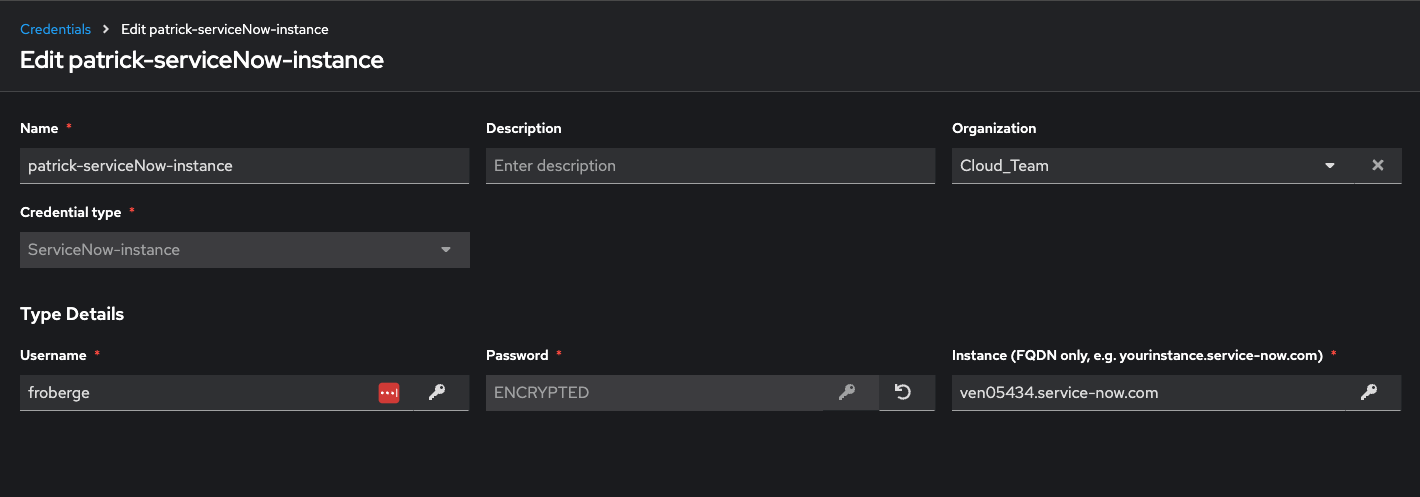 Credentials > Edit patrick-serviceNow-instance
Edit patrick-serviceNow-instance
Name * Description Organization
patrick-serviceNow-instance Enter description Cloud_Team
Credential type *
ServiceNow-instance
Type Details
Username * Password * Instance (FQDN only, e.g. yourinstance.service-now.com) *
froberge ENCRYPTED ven05434.service-now.com